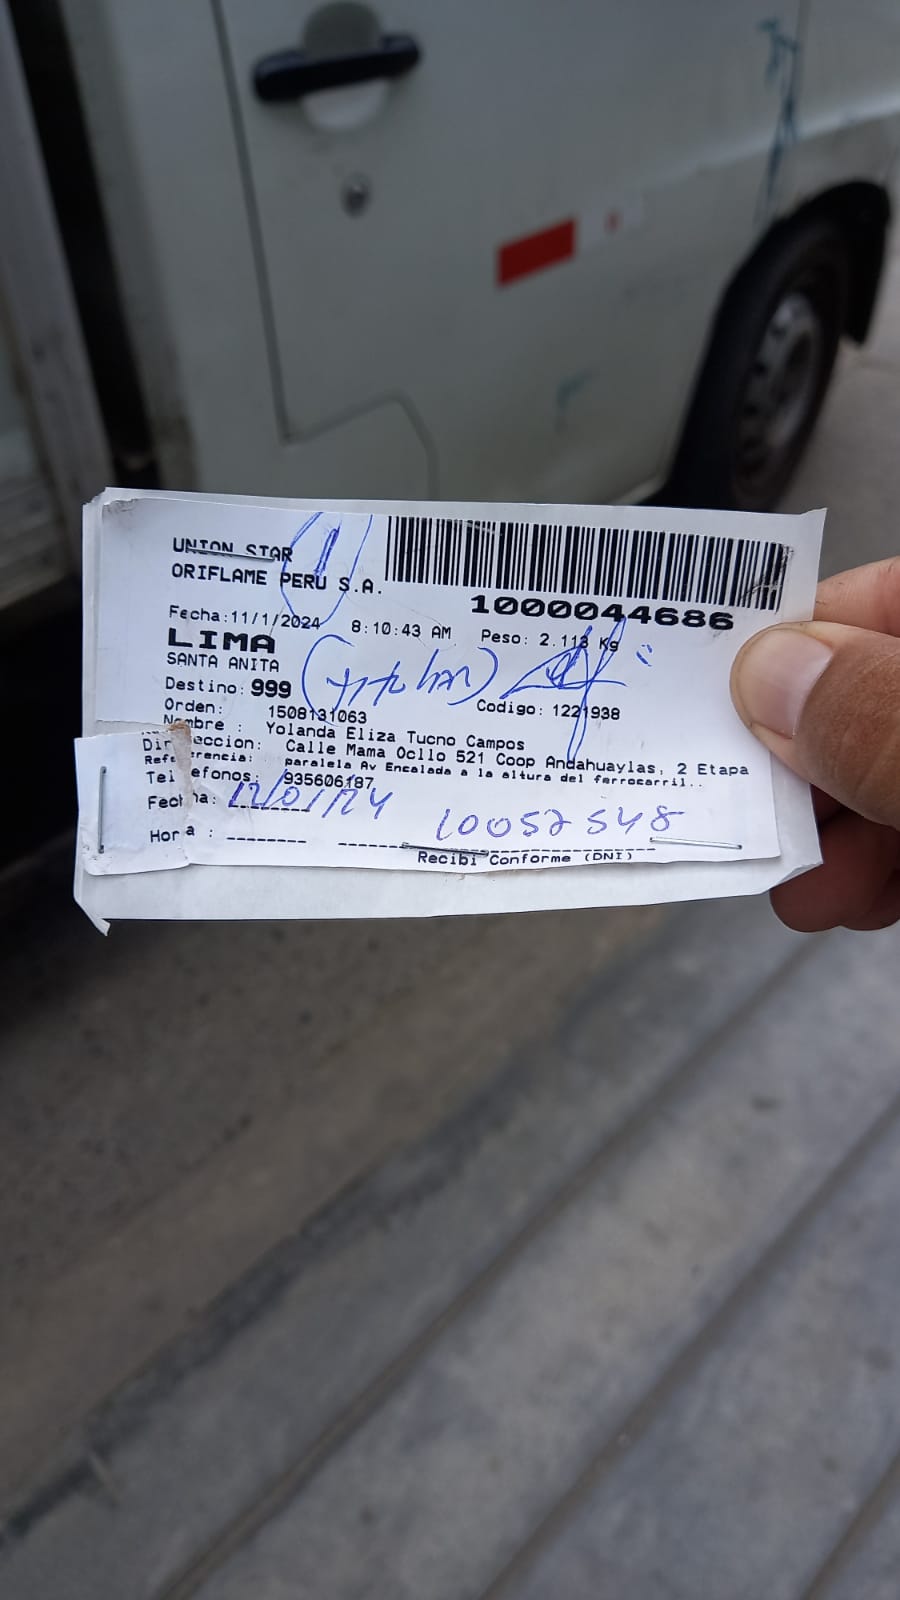 UNION STAR
ORIFLAME PERU S.A.
1000044686
Fecha:11/1/2024 8:10:43 AM Peso: 2.113 Kg
LIMA
SANTA ANITA
(titular)
Destino: 999 Codigo: 1221938
Orden: 1508131063
Nombre : Yolanda Eliza Tucno Campos
Direccion: Calle Mama Ocllo 521 Coop Andahuaylas, 2 Etapa
Referencia: paralela Av Encalada a la altura del ferrocarril..
Telefonos: 935606187
Fecha: 12/01/24 10052548
Hora :
Recibi Conforme (DNI)